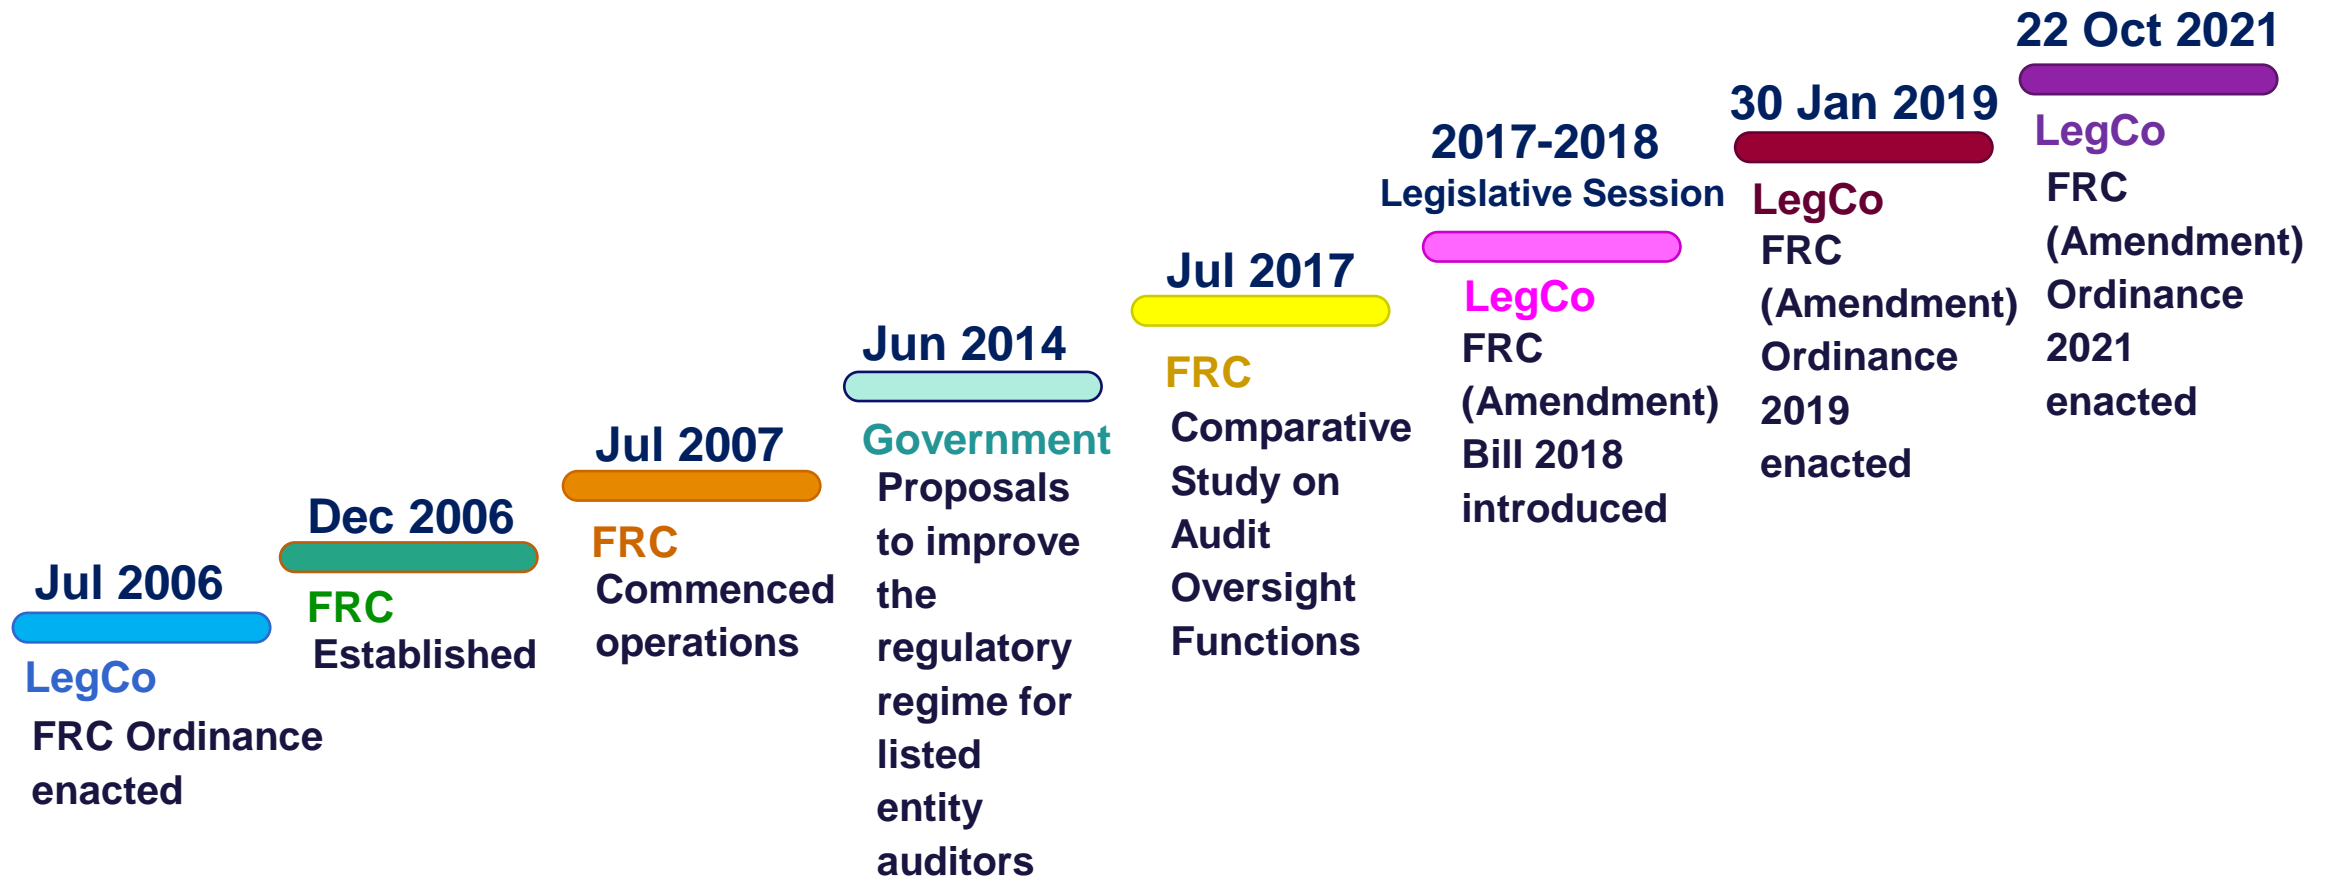 Jul 2006
LegCo
FRC Ordinance
enacted
Dec 2006
FRC
Established
Jul 2007
FRC
Commenced
operations
Jun 2014
Government
Proposals
to improve
the
regulatory
regime for
listed
entity
auditors
Jul 2017
FRC
Comparative
Study on
Audit
Oversight
Functions
2017-2018
Legislative Session
LegCo
FRC
(Amendment)
Bill 2018
introduced
30 Jan 2019
LegCo
FRC
(Amendment)
Ordinance
2019
enacted
22 Oct 2021
LegCo
FRC
(Amendment)
Ordinance
2021
enacted